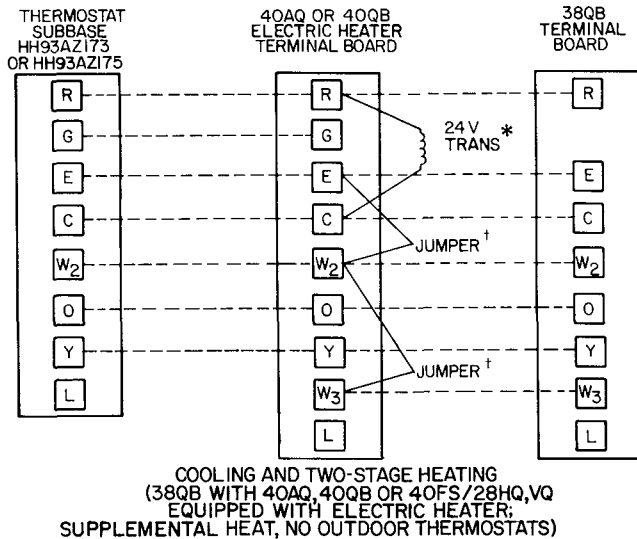 THERMOSTAT
SUBBASE
HH93AZ173
OR HH93AZ175
40AQ OR 40QB
ELECTRIC HEATER
TERMINAL BOARD
38QB
TERMINAL
BOARD
R R R
G G
24V
TRANS*
E E E
C C C
JUMPER†
W2 W2 W2
O O O
Y Y Y
JUMPER†
L W3 W3
L
COOLING AND TWO-STAGE HEATING
(38QB WITH 40AQ,40QB OR 40FS/28HQ,VQ
EQUIPPED WITH ELECTRIC HEATER;
SUPPLEMENTAL HEAT, NO OUTDOOR THERMOSTATS)